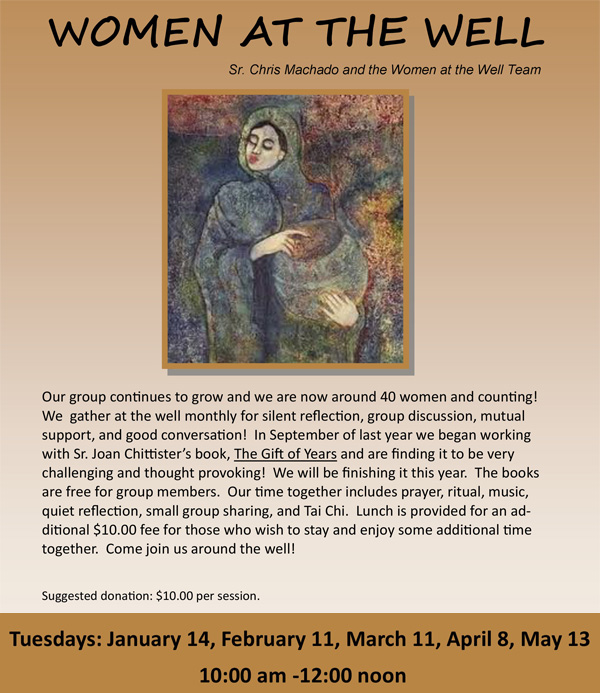 WOMEN AT THE WELL
Sr. Chris Machado and the Women at the Well Team
Our group continues to grow and we are now around 40 women and counting!
We  gather at the well monthly for silent reflection, group discussion, mutual
support, and good conversation!  In September of last year we began working
with Sr. Joan Chittister's book, The Gift of Years and are finding it to be very
challenging and thought provoking!  We will be finishing it this year.  The books
are free for group members.  Our time together includes prayer, ritual, music,
quiet reflection, small group sharing, and Tai Chi.  Lunch is provided for an ad-
ditional $10.00 fee for those who wish to stay and enjoy some additional time
together.  Come join us around the well!
Suggested donation: $10.00 per session.
Tuesdays: January 14, February 11, March 11, April 8, May 13
10:00 am -12:00 noon